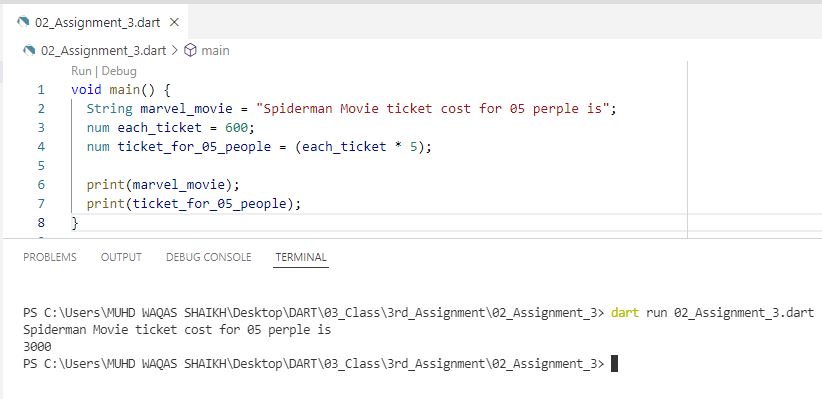 02_Assignment_3.dart ×
02_Assignment_3.dart > main
Run | Debug
1 void main() {
2   String marvel_movie = "Spiderman Movie ticket cost for 05 perple is";
3   num each_ticket = 600;
4   num ticket_for_05_people = (each_ticket * 5);
5
6   print(marvel_movie);
7   print(ticket_for_05_people);
8 }
PROBLEMS OUTPUT DEBUG CONSOLE TERMINAL
PS C:\Users\MUHD WAQAS SHAIKH\Desktop\DART\03_Class\3rd_Assignment\02_Assignment_3> dart run 02_Assignment_3.dart
Spiderman Movie ticket cost for 05 perple is
3000
PS C:\Users\MUHD WAQAS SHAIKH\Desktop\DART\03_Class\3rd_Assignment\02_Assignment_3>